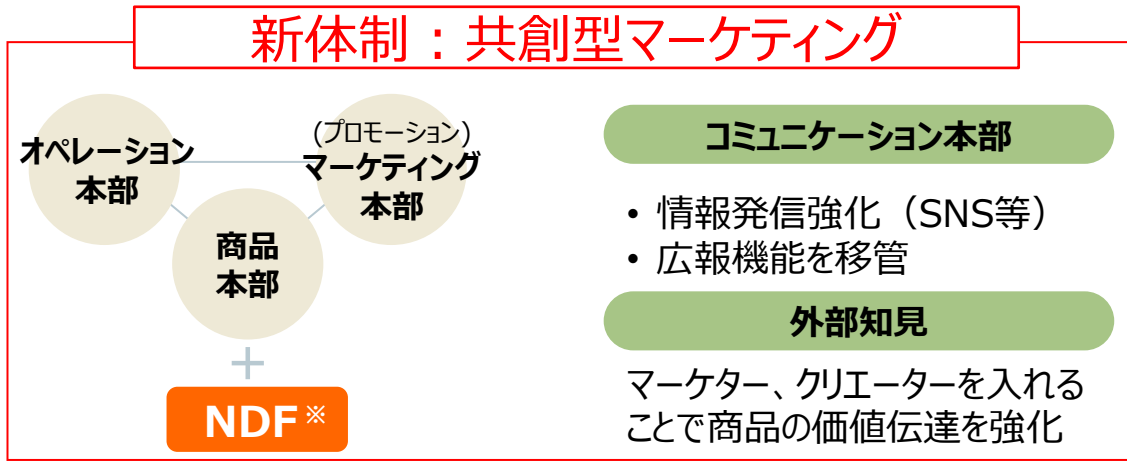 新体制：共創型マーケティング
オペレーション
本部
(プロモーション)
マーケティング
本部
商品
本部
+
NDF※
コミュニケーション本部
• 情報発信強化（SNS等）
• 広報機能を移管
外部知見
マーケター、クリエーターを入れる
ことで商品の価値伝達を強化